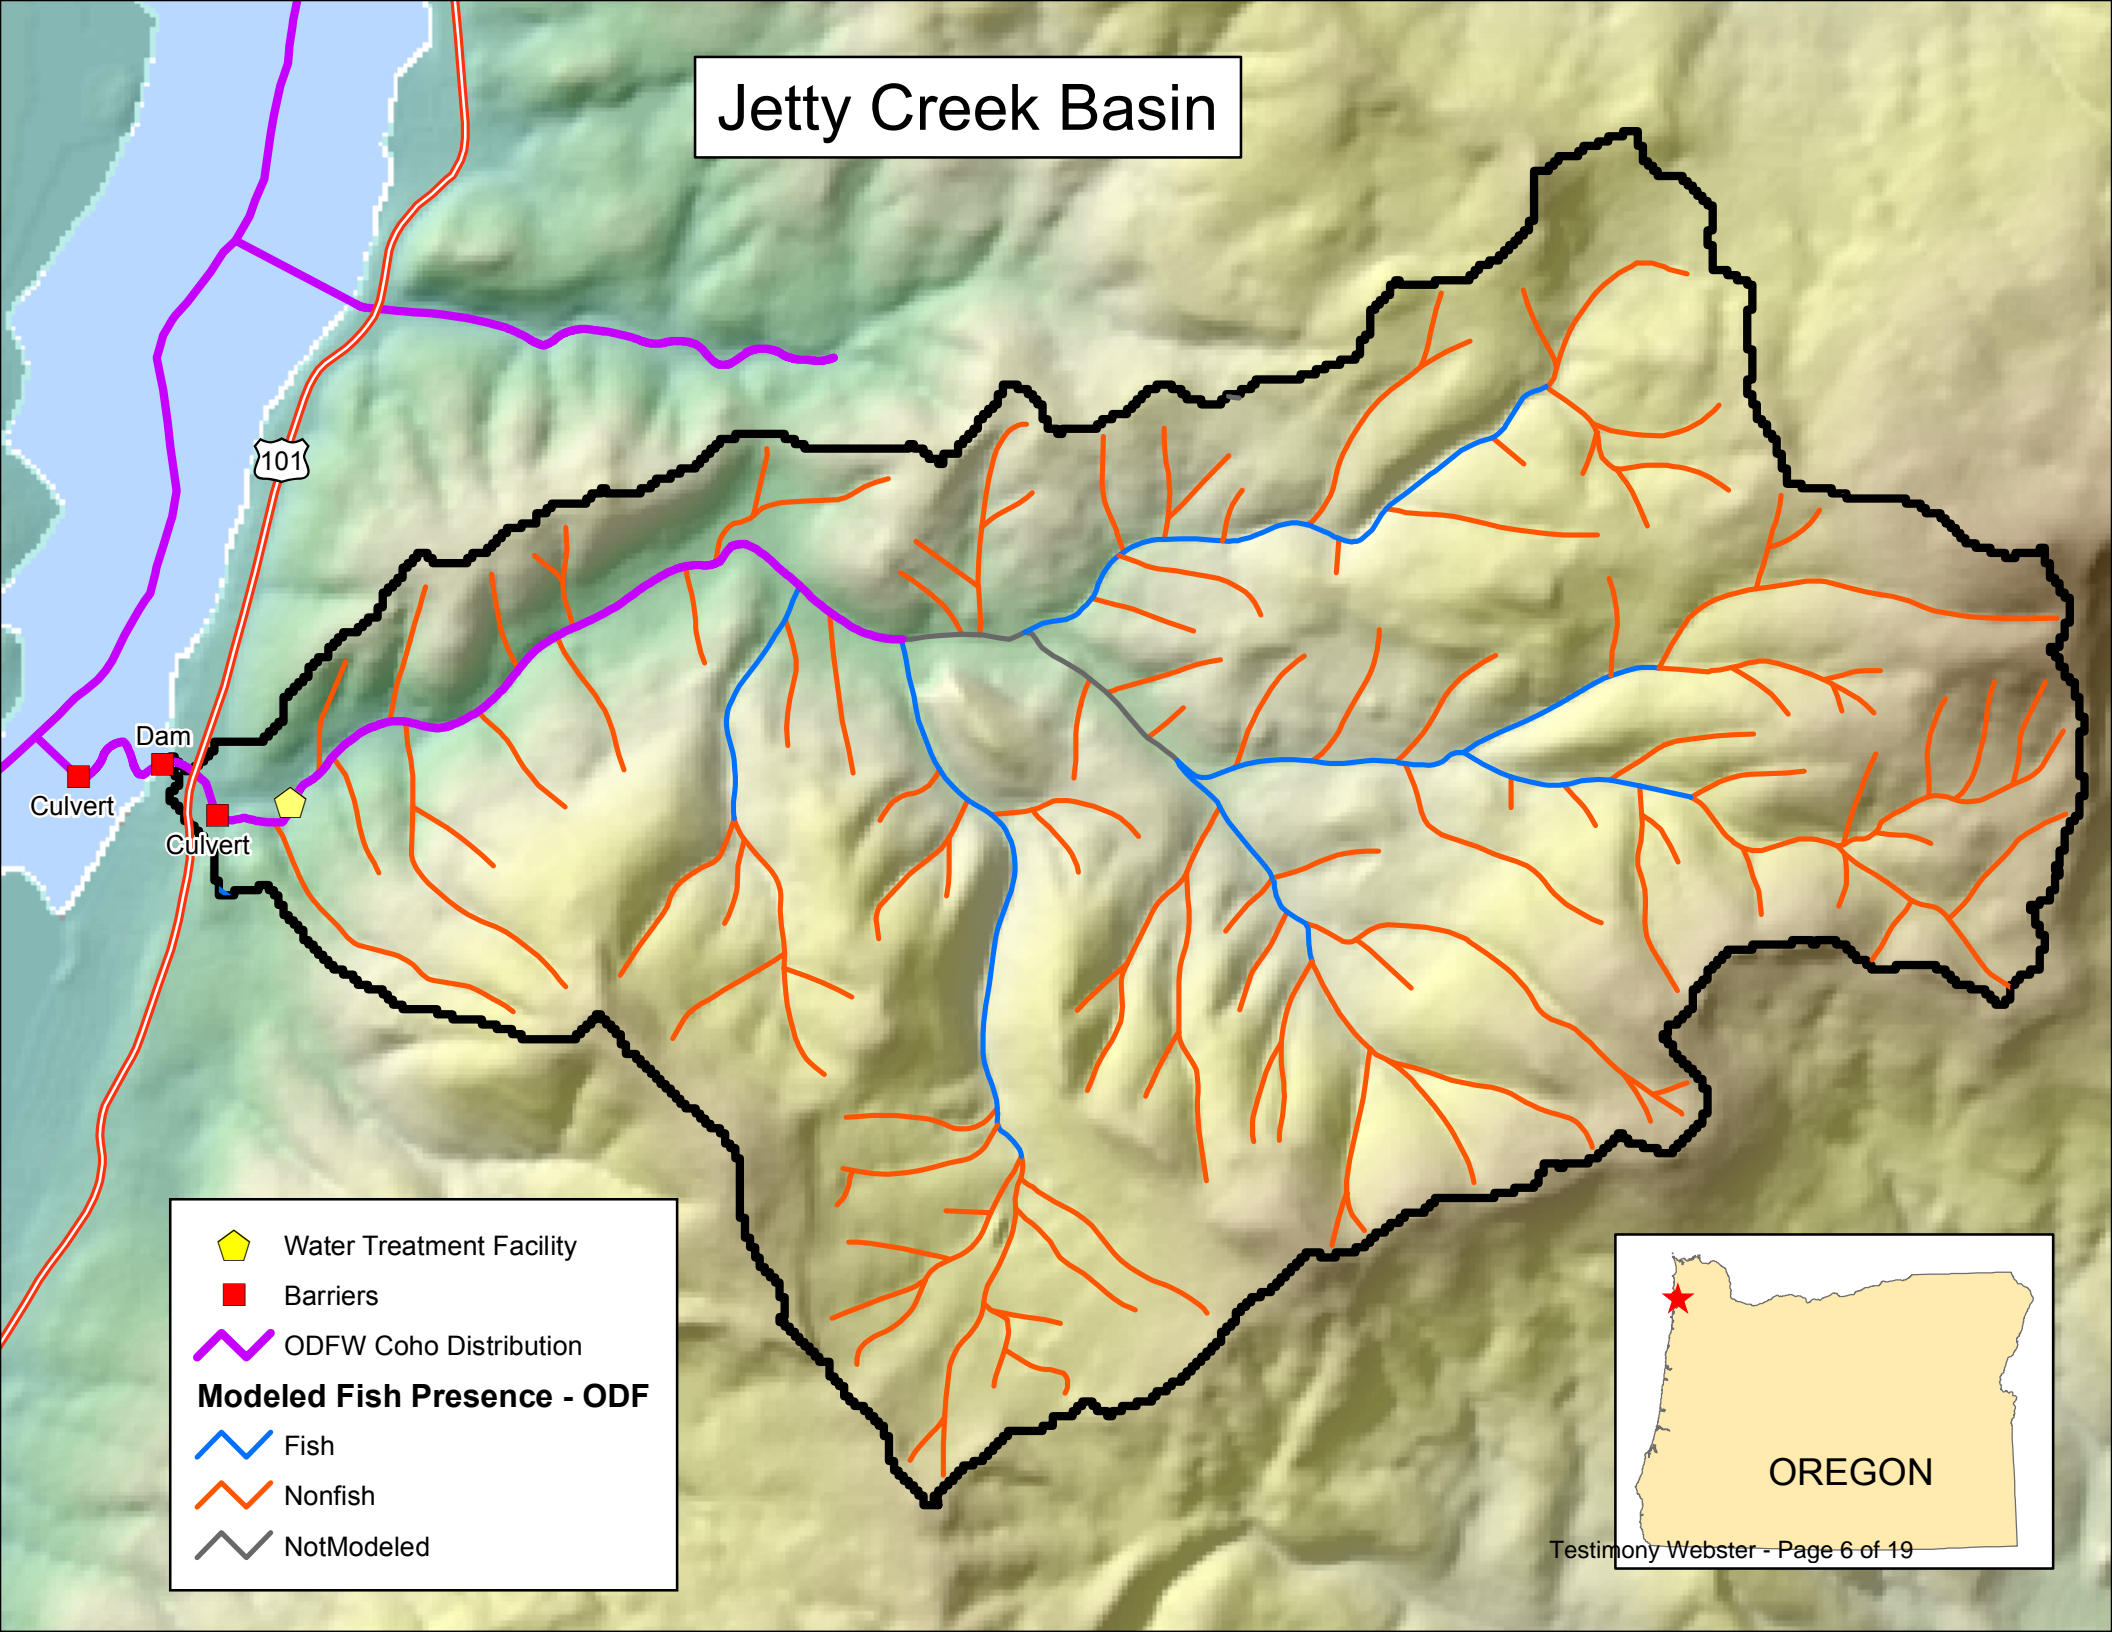 Jetty Creek Basin
101
Dam
Culvert
Culvert
Water Treatment Facility
Barriers
ODFW Coho Distribution
Modeled Fish Presence - ODF
Fish
Nonfish
NotModeled
OREGON
Testimony Webster - Page 6 of 19